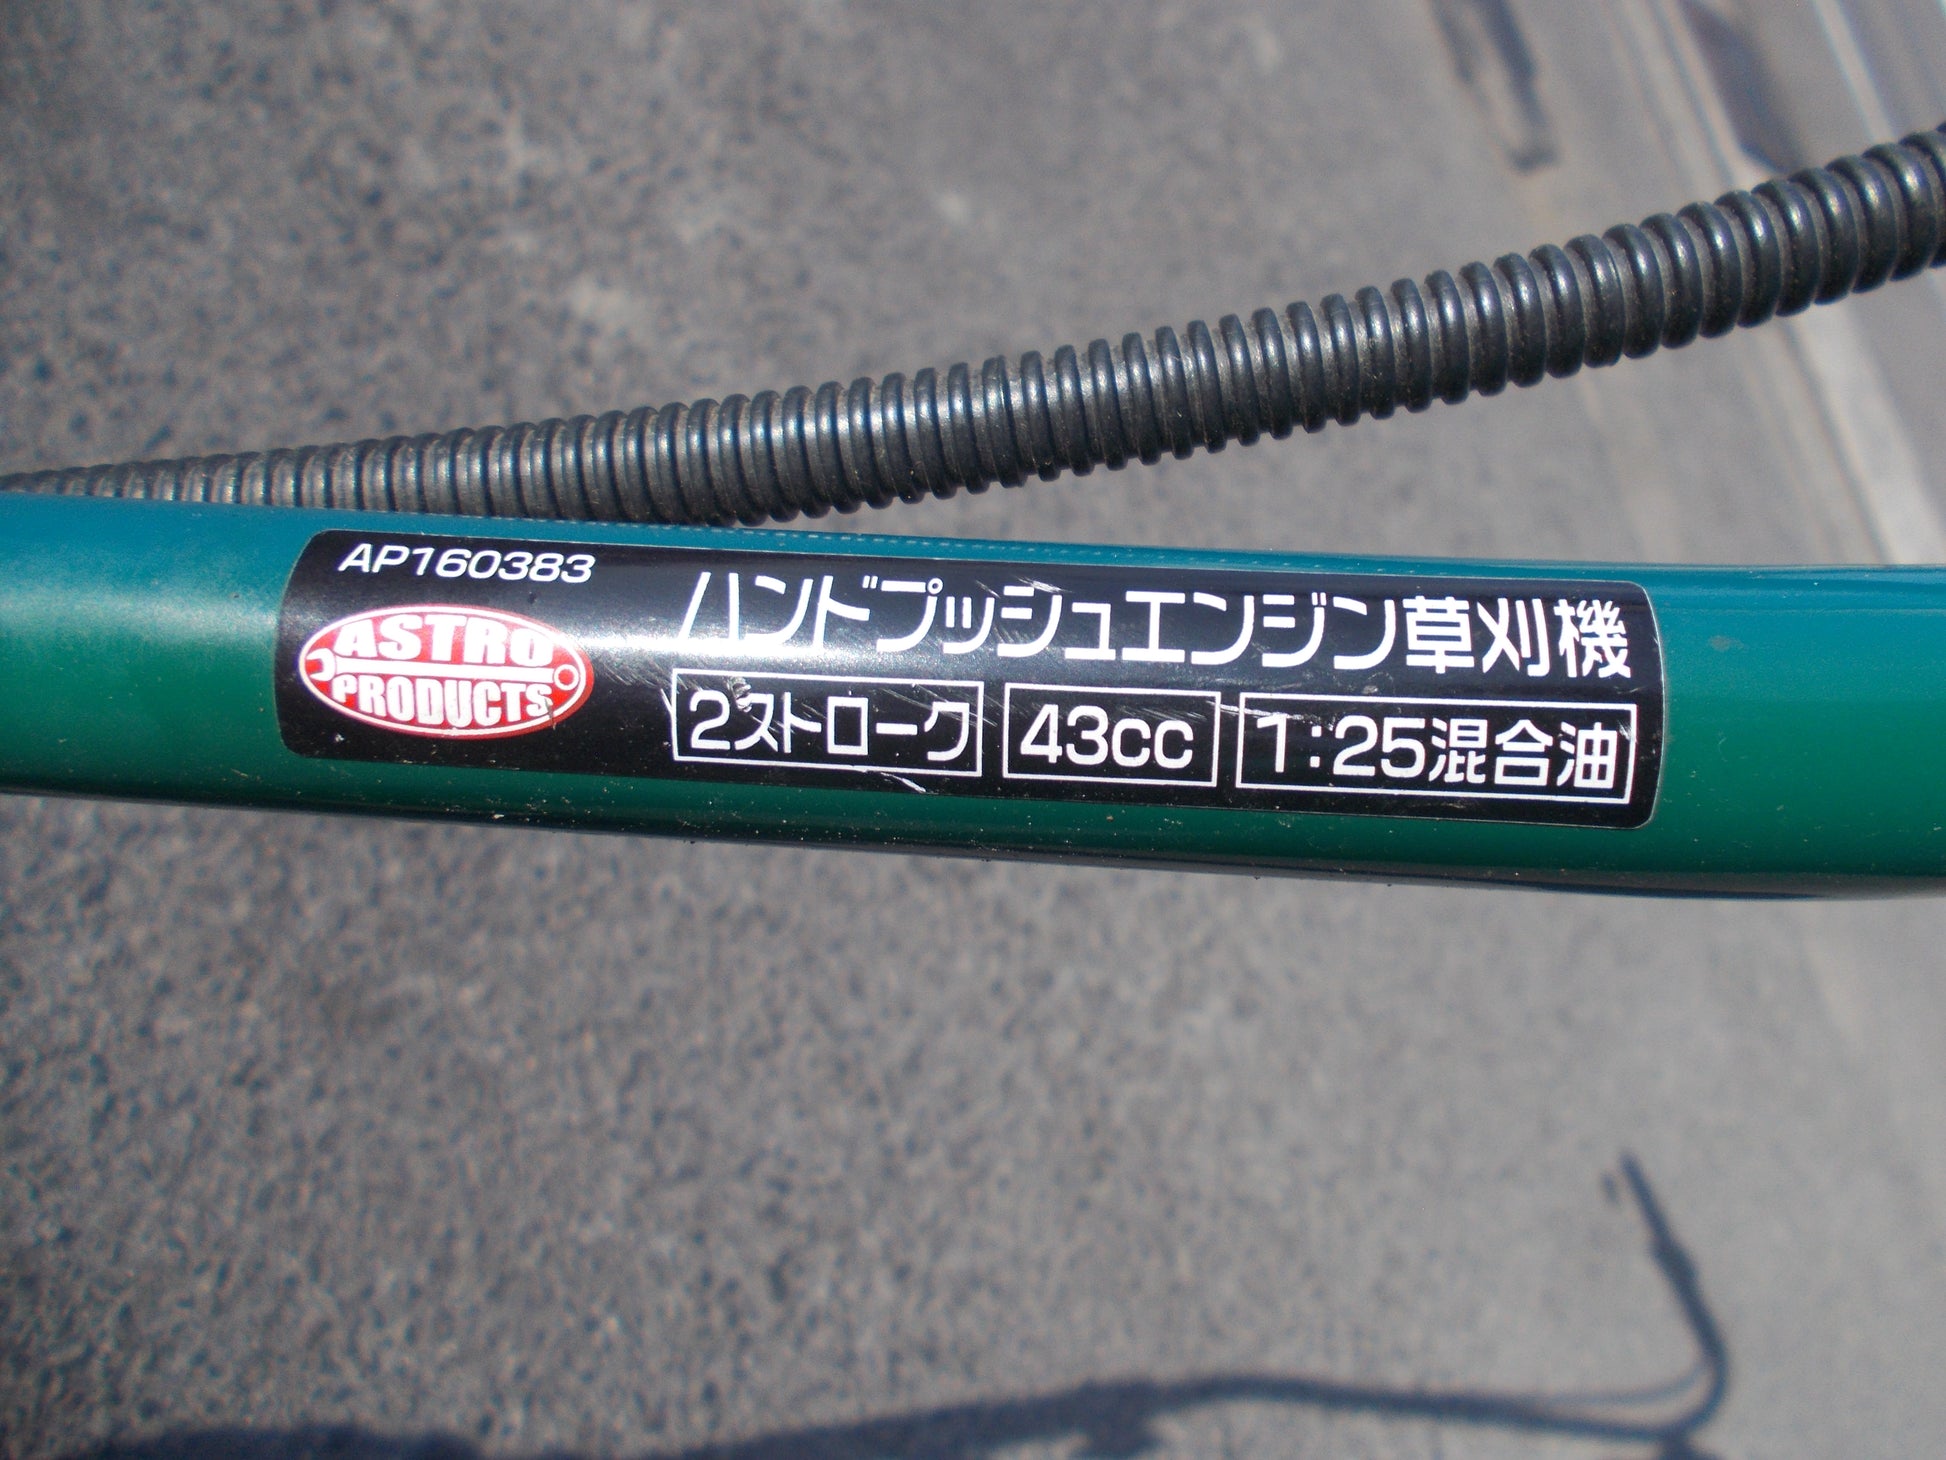 AP160383
ASTRO
PRODUCTS
ハンドプッシュエンジン草刈機
2ストローク 43cc 1:25混合油